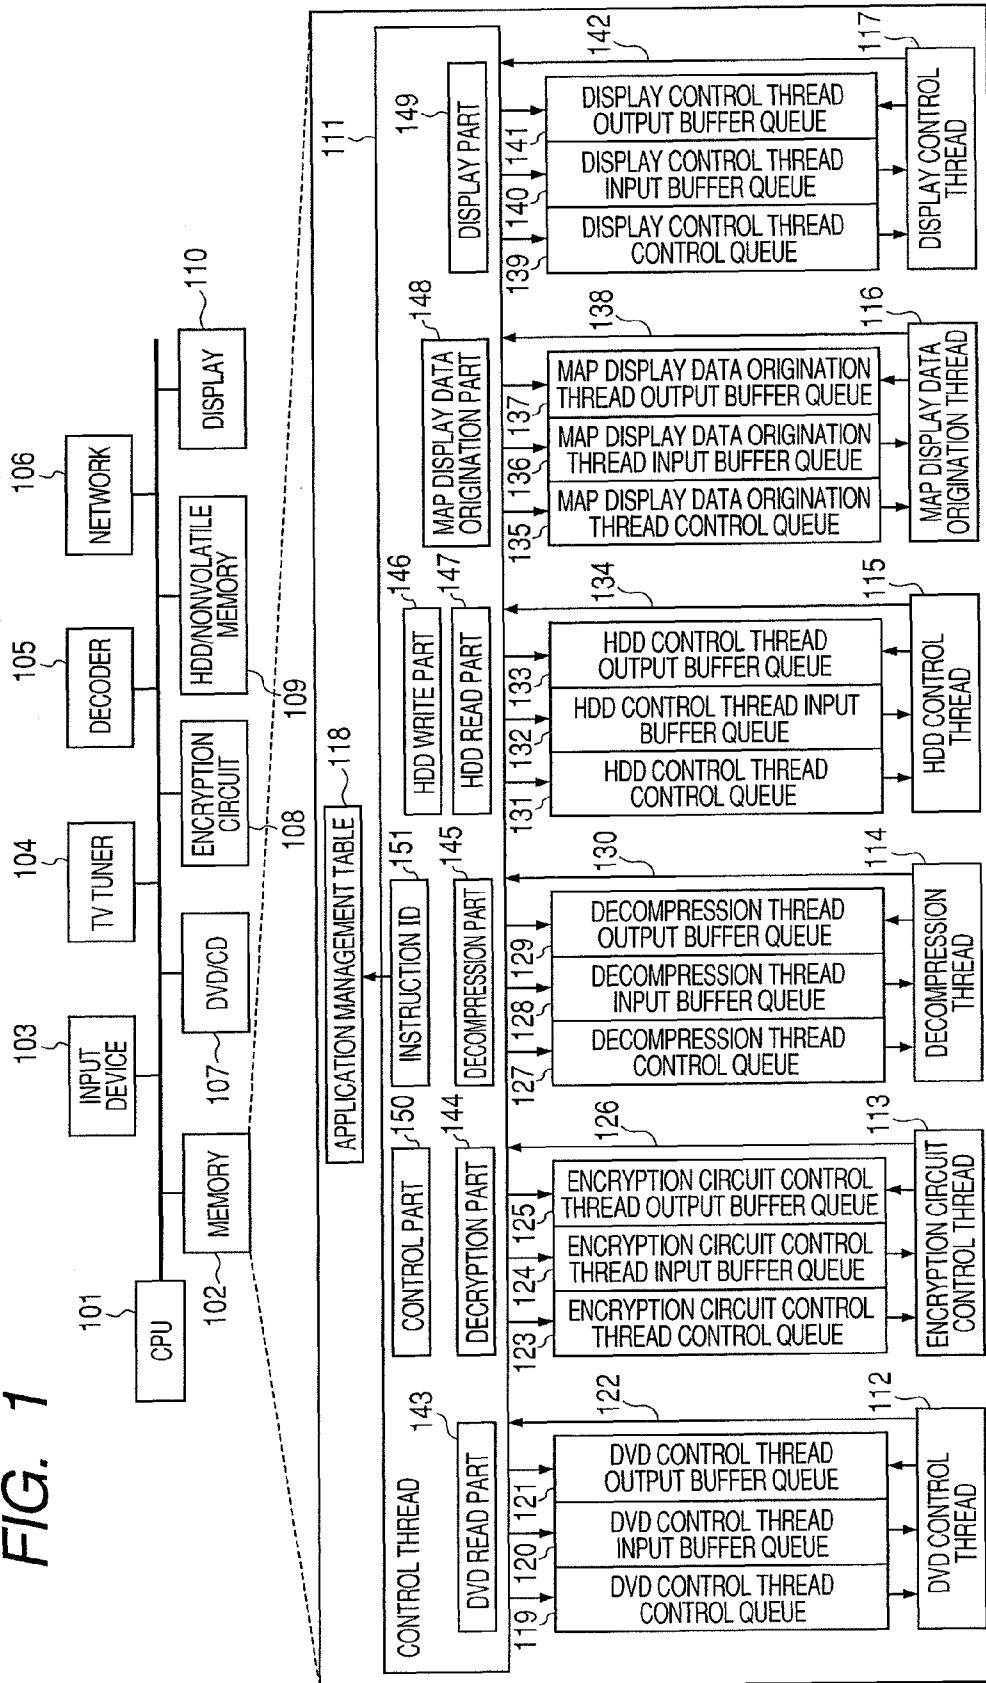 FIG. 1
101
CPU
102
MEMORY
103
INPUT
DEVICE
107
DVD/CD
104
TV TUNER
108
ENCRYPTION
CIRCUIT
105
DECODER
109
HDD/NONVOLATILE
MEMORY
106
NETWORK
110
DISPLAY
111
APPLICATION MANAGEMENT TABLE
118
CONTROL THREAD
CONTROL PART
150
INSTRUCTION ID
151
HDD WRITE PART
146
DVD READ PART
143
DECRYPTION PART
144
DECOMPRESSION PART
145
HDD READ PART
147
MAP DISPLAY DATA
ORIGINATION PART
148
DISPLAY PART
149
119
120
121
122
DVD CONTROL THREAD
OUTPUT BUFFER QUEUE
DVD CONTROL THREAD
INPUT BUFFER QUEUE
DVD CONTROL THREAD
CONTROL QUEUE
112
DVD CONTROL
THREAD
123
124
125
126
ENCRYPTION CIRCUIT CONTROL
THREAD OUTPUT BUFFER QUEUE
ENCRYPTION CIRCUIT CONTROL
THREAD INPUT BUFFER QUEUE
ENCRYPTION CIRCUIT CONTROL
THREAD CONTROL QUEUE
113
ENCRYPTION CIRCUIT
CONTROL THREAD
127
128
129
130
DECOMPRESSION THREAD
OUTPUT BUFFER QUEUE
DECOMPRESSION THREAD
INPUT BUFFER QUEUE
DECOMPRESSION THREAD
CONTROL QUEUE
114
DECOMPRESSION
THREAD
131
132
133
134
HDD CONTROL THREAD
OUTPUT BUFFER QUEUE
HDD CONTROL THREAD INPUT
BUFFER QUEUE
HDD CONTROL THREAD
CONTROL QUEUE
115
HDD CONTROL
THREAD
135
136
137
138
MAP DISPLAY DATA ORIGINATION
THREAD OUTPUT BUFFER QUEUE
MAP DISPLAY DATA ORIGINATION
THREAD INPUT BUFFER QUEUE
MAP DISPLAY DATA ORIGINATION
THREAD CONTROL QUEUE
116
MAP DISPLAY DATA
ORIGINATION THREAD
139
140
141
142
DISPLAY CONTROL THREAD
OUTPUT BUFFER QUEUE
DISPLAY CONTROL THREAD
INPUT BUFFER QUEUE
DISPLAY CONTROL THREAD
CONTROL QUEUE
117
DISPLAY CONTROL
THREAD